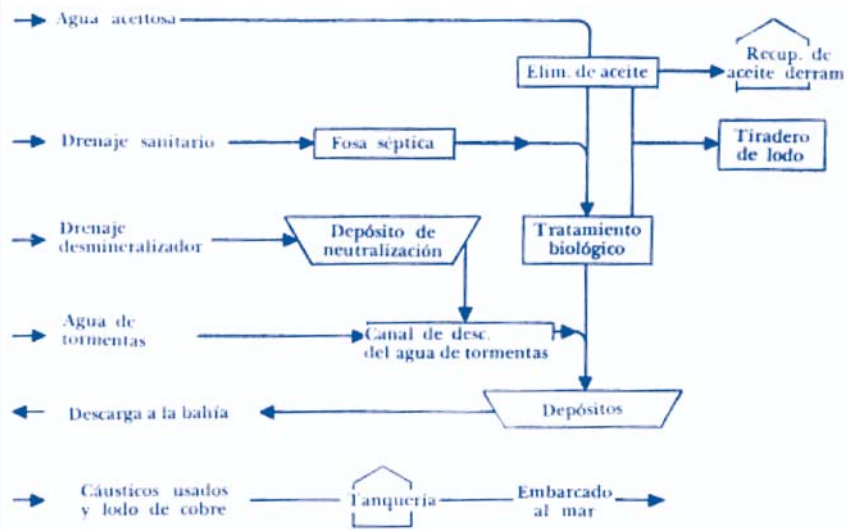 Agua aceitosa
Elim. de aceite
Recup. de
aceite derram
Drenaje sanitario
Fosa séptica
Tiradero
de lodo
Drenaje
desmineralizador
Depósito de
neutralización
Tratamiento
biológico
Agua de
tormentas
Canal de desc.
del agua de tormentas
Descarga a la bahía
Depósitos
Cáusticos usados
y lodo de cobre
Tanquería
Embarcado
al mar